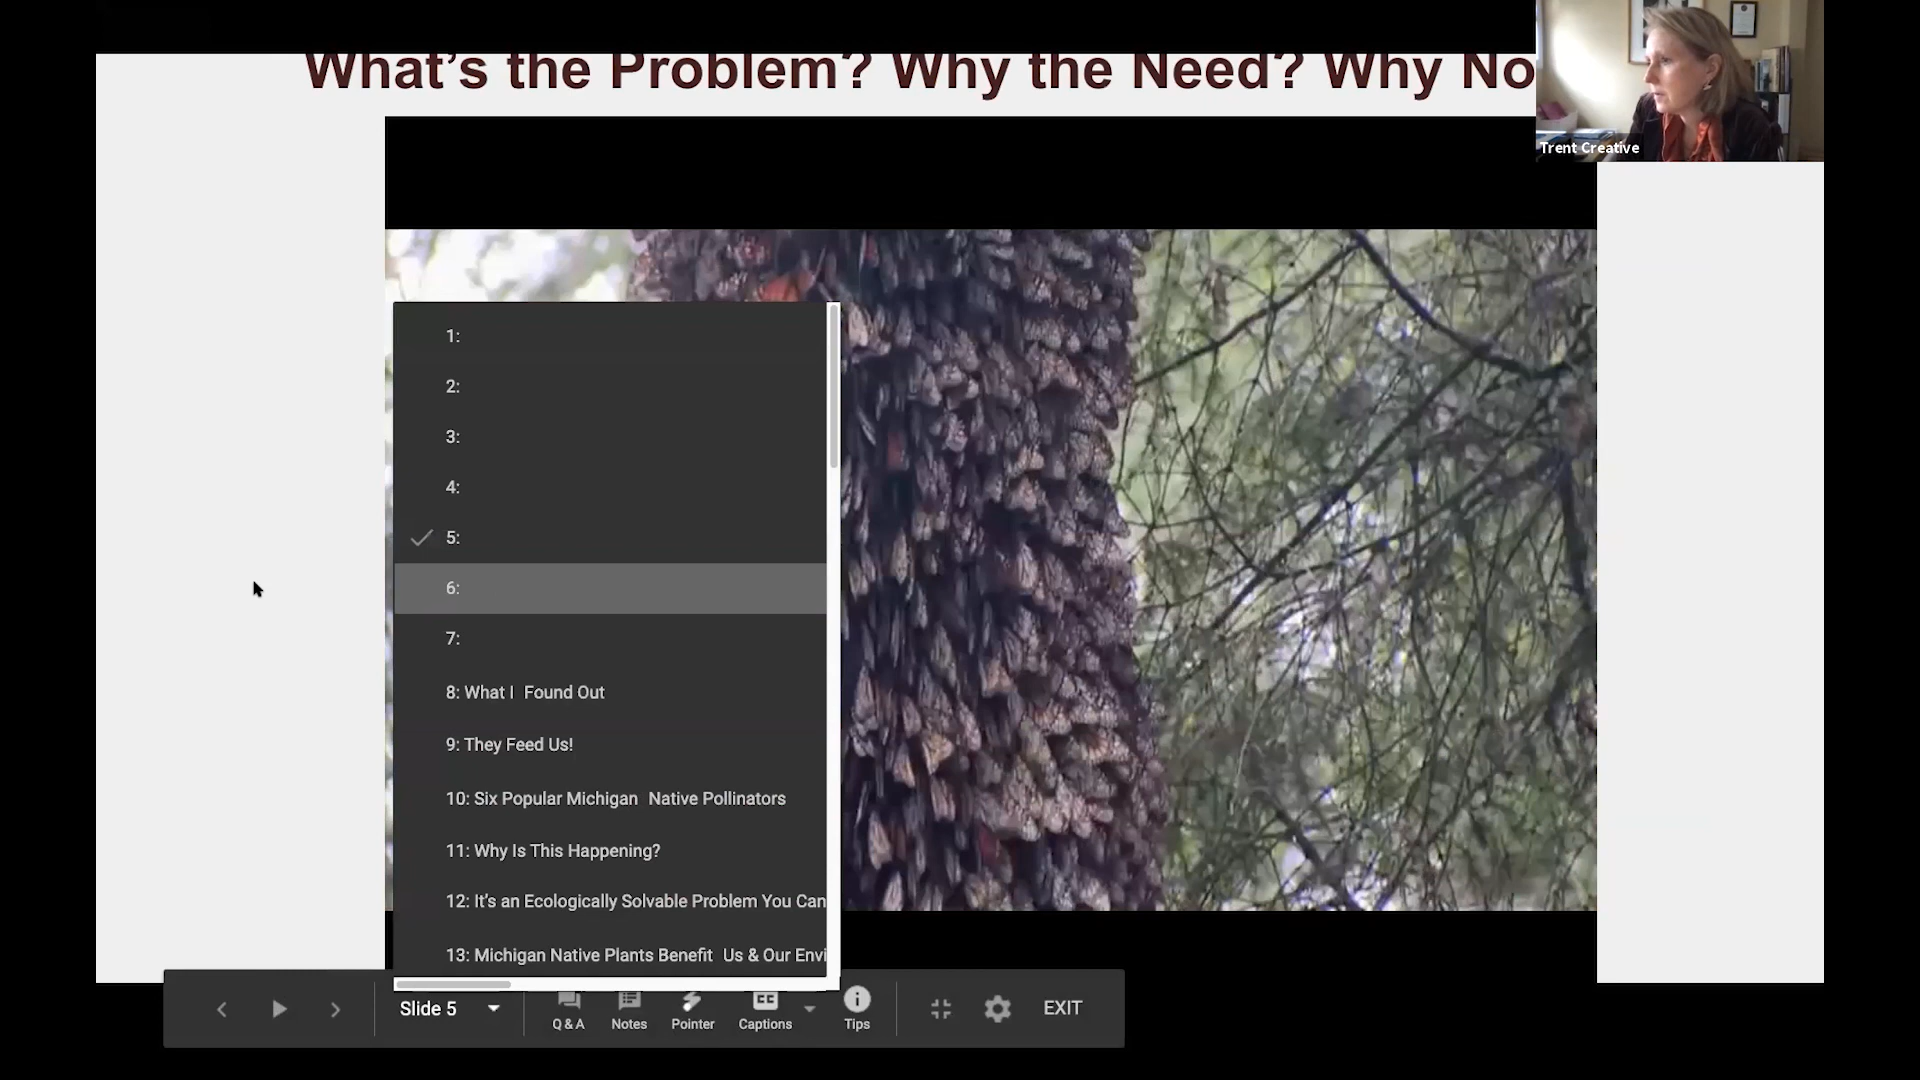 What's the Problem? Why the Need? Why No
Trent Creative
1:
2:
3:
4:
5:
6:
7:
8: What I  Found Out
9: They Feed Us!
10: Six Popular Michigan  Native Pollinators
11: Why Is This Happening?
12: It's an Ecologically Solvable Problem You Can
13: Michigan Native Plants Benefit  Us & Our Envi
Slide 5
Q & A
Notes
Pointer
CC
Captions
Tips
EXIT